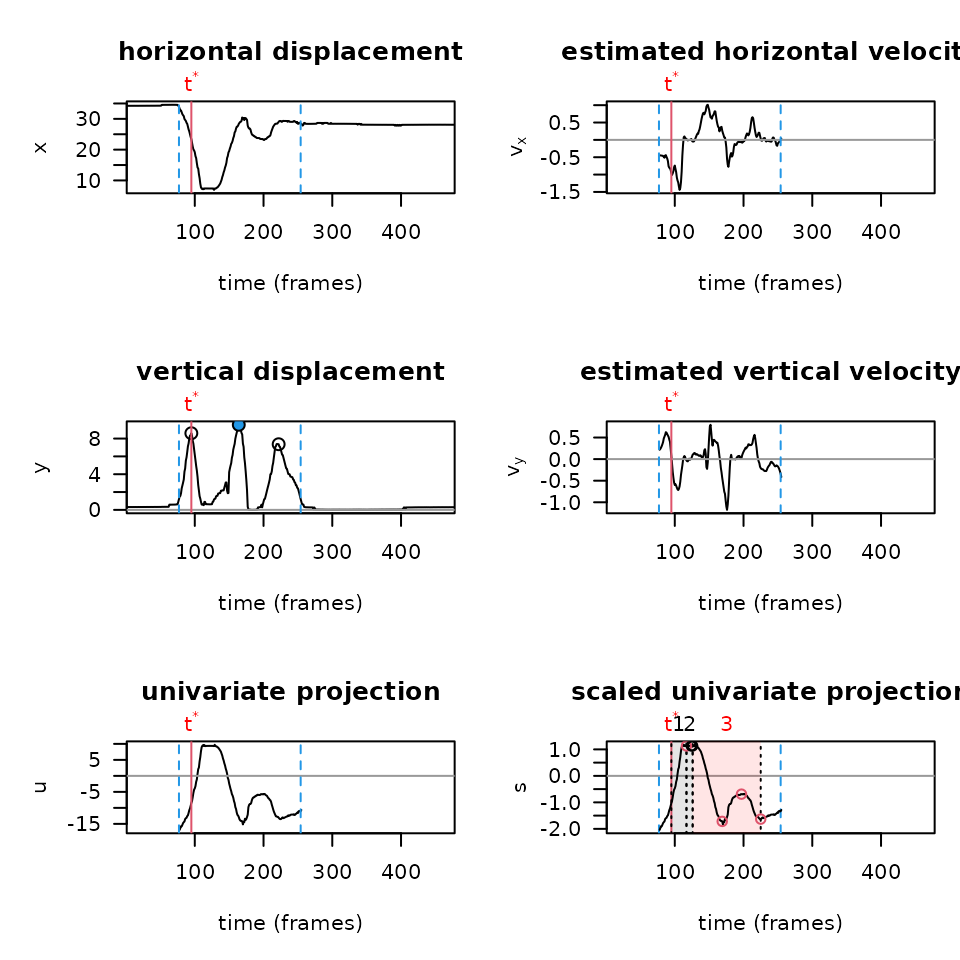 horizontal displacement
t*
x
30
20
10
100 200 300 400
time (frames)
estimated horizontal velocit
t*
vx
0.5
-0.5
-1.5
100 200 300 400
time (frames)
vertical displacement
t*
y
8
4
0
100 200 300 400
time (frames)
estimated vertical velocity
t*
vy
0.5
0.0
-0.5
-1.0
100 200 300 400
time (frames)
univariate projection
t*
u
5
-5
-15
100 200 300 400
time (frames)
scaled univariate projection
t* 1 2 3
s
1.0
0.0
-1.0
-2.0
100 200 300 400
time (frames)